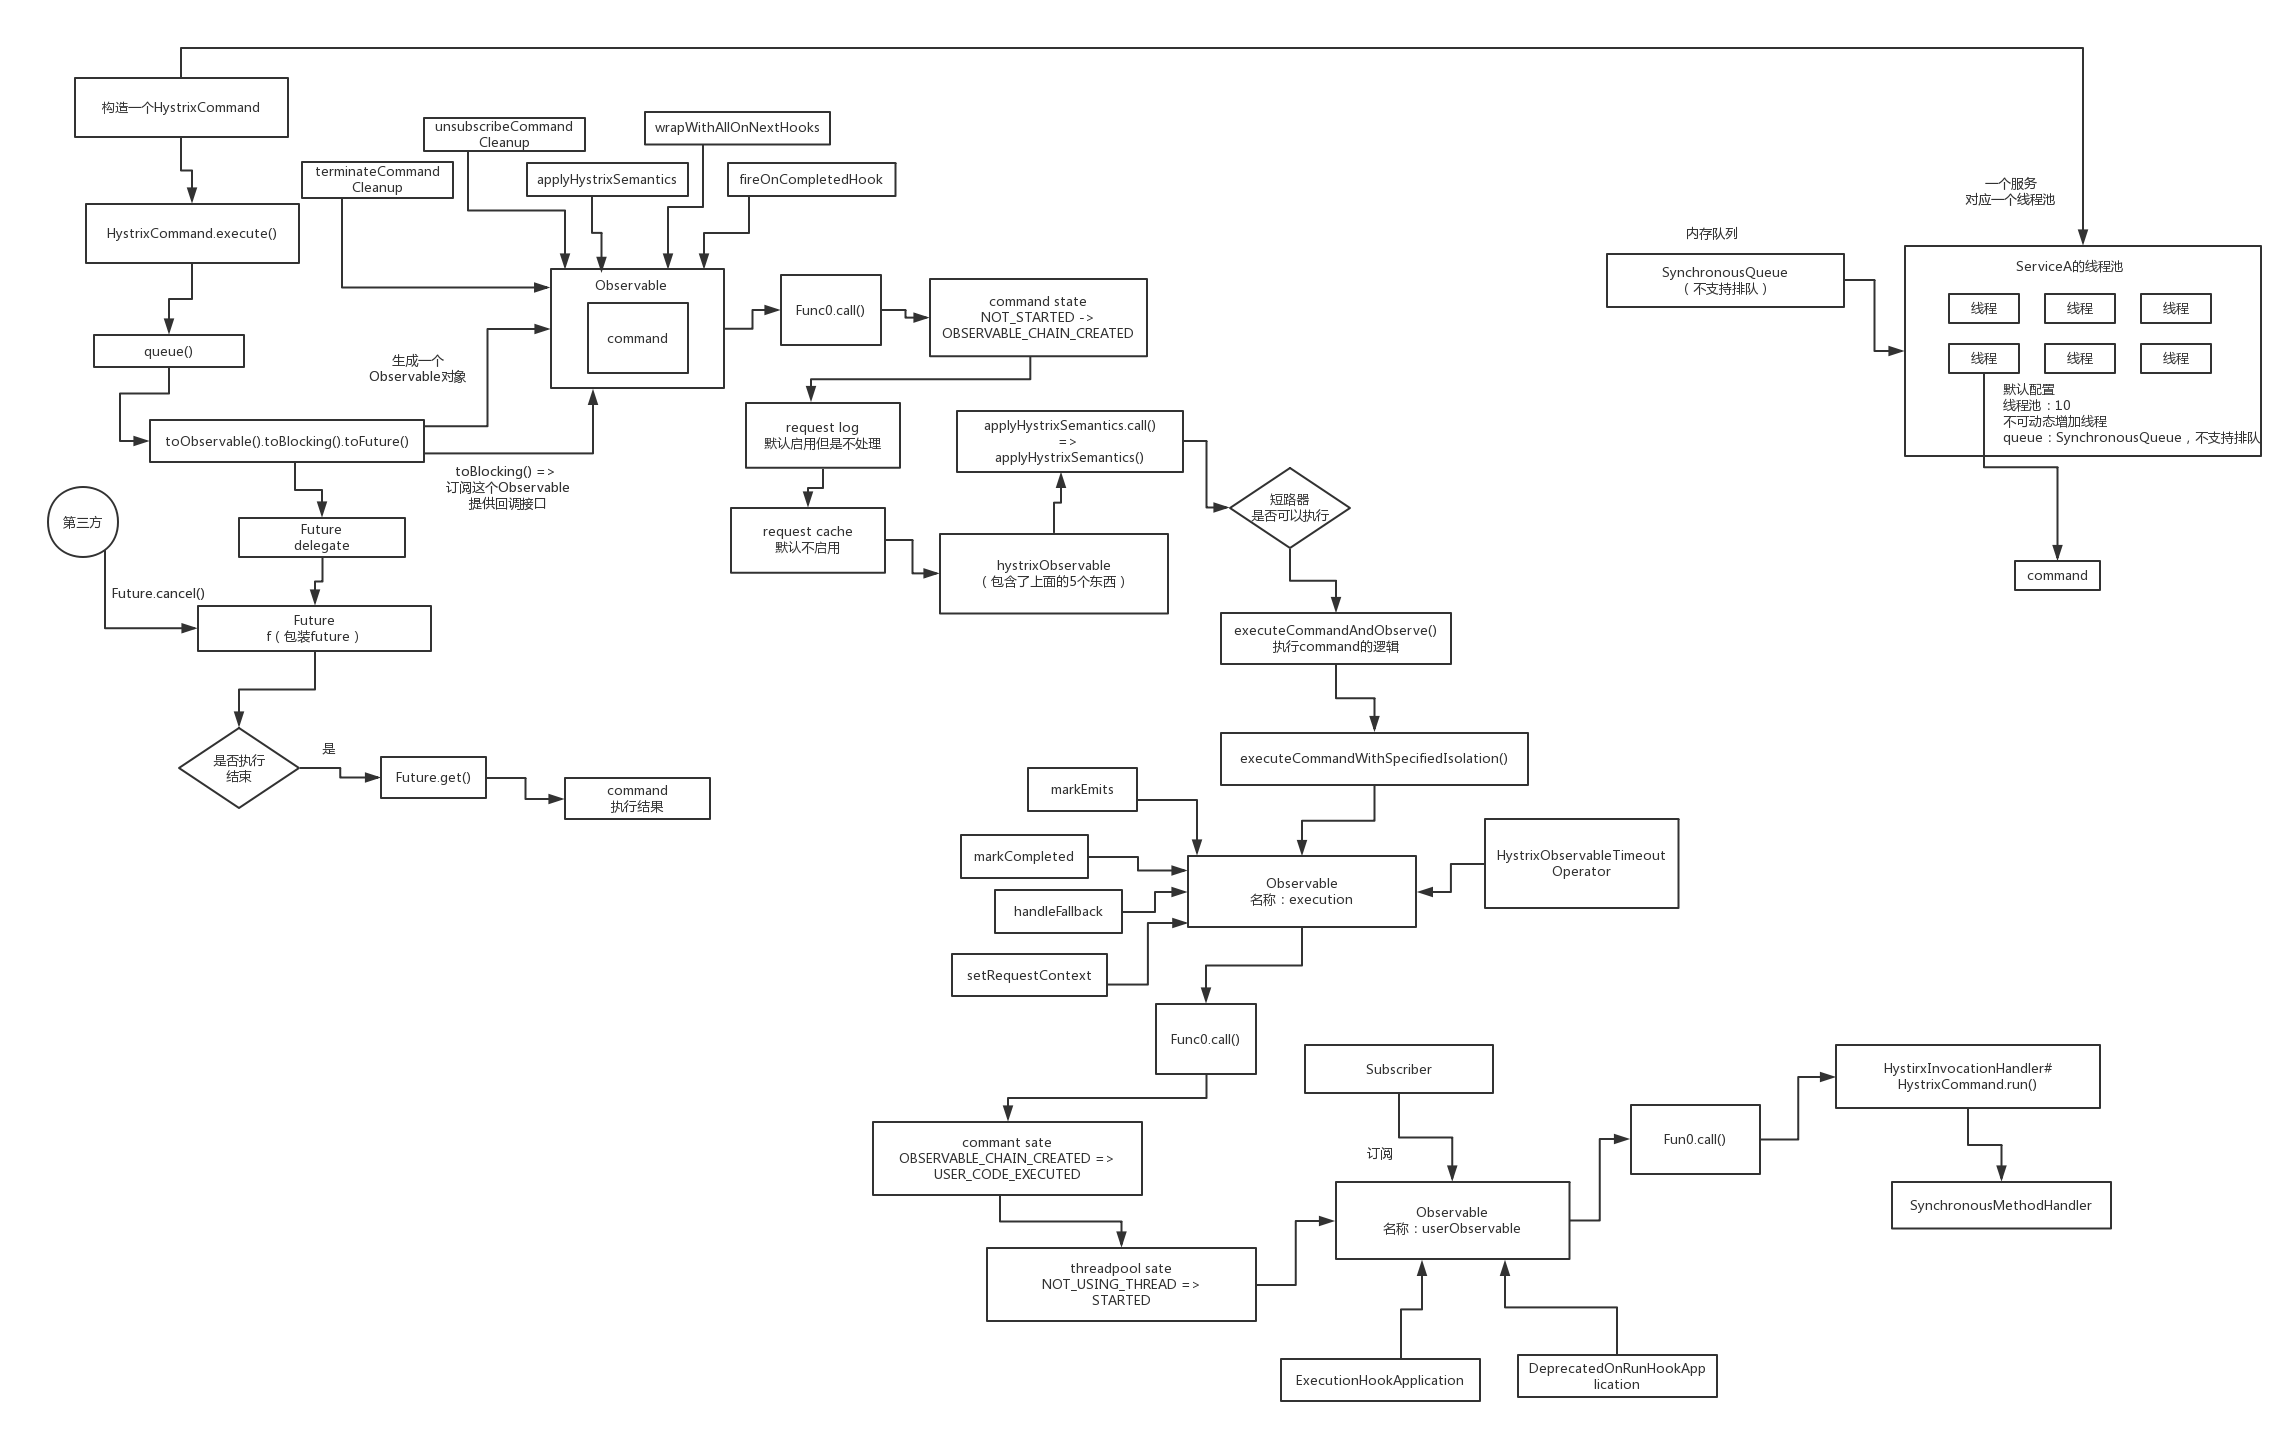 构造一个HystrixCommand
HystrixCommand.execute()
queue()
toObservable().toBlocking().toFuture()
第三方
Future.cancel()
Future
delegate
Future
f（包装future）
是否执行
结束
是
Future.get()
command
执行结果
terminateCommand
Cleanup
unsubscribeCommand
Cleanup
applyHystrixSemantics
wrapWithAllOnNextHooks
fireOnCompletedHook
生成一个
Observable对象
toBlocking() =>
订阅这个Observable
提供回调接口
Observable
command
Func0.call()
command state
NOT_STARTED ->
OBSERVABLE_CHAIN_CREATED
request log
默认启用但是不处理
request cache
默认不启用
hystrixObservable
（包含了上面的5个东西）
applyHystrixSemantics.call()
=>
applyHystrixSemantics()
短路器
是否可以执行
executeCommandAndObserve()
执行command的逻辑
executeCommandWithSpecifiedIsolation()
markEmits
markCompleted
handleFallback
setRequestContext
Observable
名称：execution
HystrixObservableTimeout
Operator
Func0.call()
commant sate
OBSERVABLE_CHAIN_CREATED =>
USER_CODE_EXECUTED
threadpool sate
NOT_USING_THREAD =>
STARTED
Subscriber
订阅
Observable
名称：userObservable
ExecutionHookApplication
DeprecatedOnRunHookApp
lication
Fun0.call()
HystirxInvocationHandler#
HystrixCommand.run()
SynchronousMethodHandler
内存队列
SynchronousQueue
（不支持排队）
一个服务
对应一个线程池
ServiceA的线程池
线程
线程
线程
线程
线程
线程
默认配置
线程池：10
不可动态增加线程
queue：SynchronousQueue，不支持排队
command